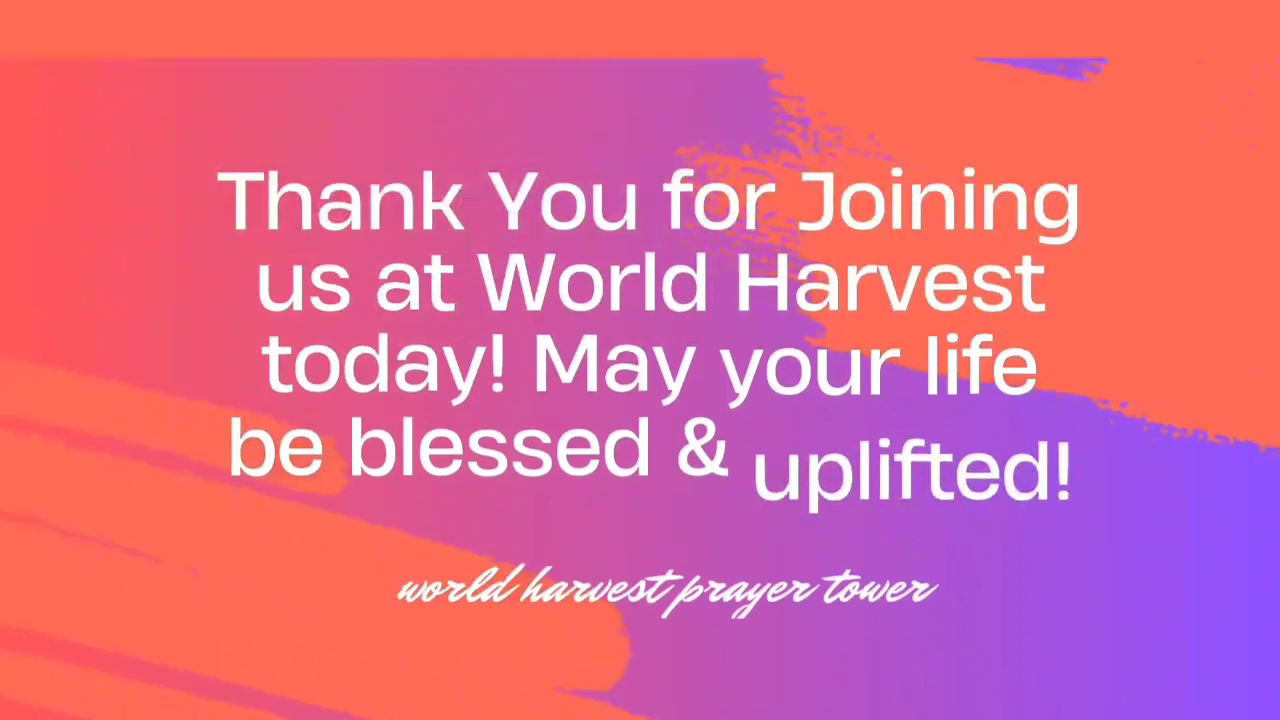 Thank You for Joining
us at World Harvest
today! May your life
be blessed & uplifted!
world harvest prayer tower